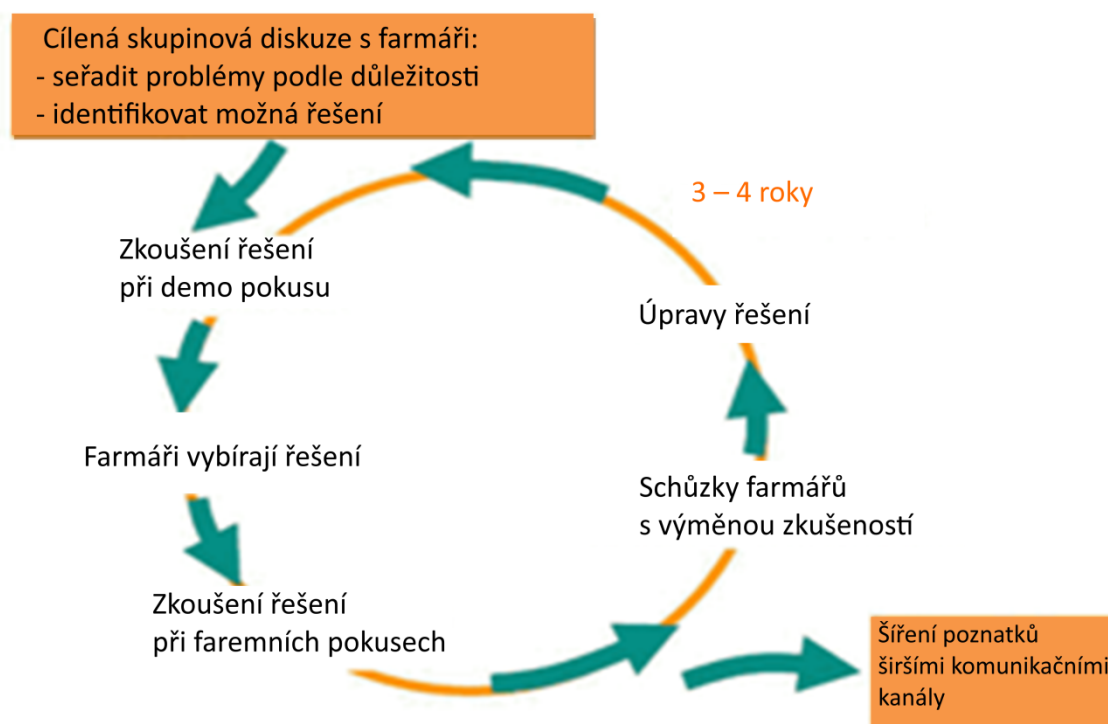 Cílená skupinová diskuze s farmáři:
- seřadit problémy podle důležitosti
- identifikovat možná řešení
3 – 4 roky
Zkoušení řešení
při demo pokusu
Úpravy řešení
Farmáři vybírají řešení
Schůzky farmářů
s výměnou zkušeností
Zkoušení řešení
při faremních pokusech
Šíření poznatků
širšími komunikačními
kanály